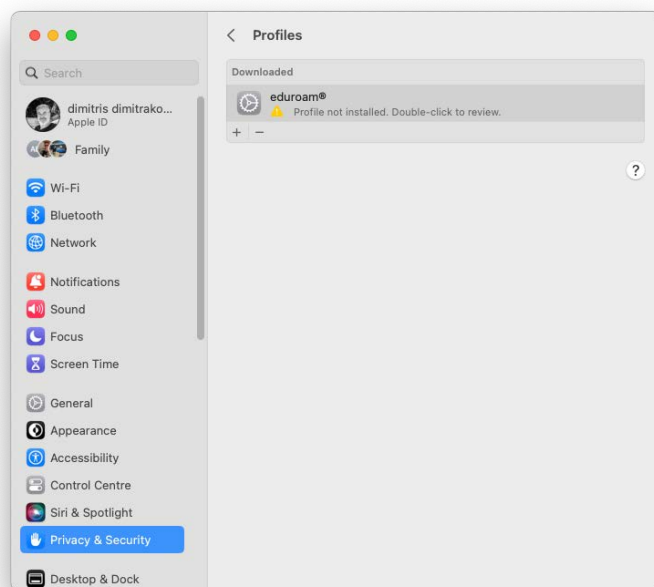 Profiles
Search
dimitris dimitrako...
Apple ID
Family
Wi-Fi
Bluetooth
Network
Notifications
Sound
Focus
Screen Time
General
Appearance
Accessibility
Control Centre
Siri & Spotlight
Privacy & Security
Desktop & Dock
Downloaded
eduroam®
Profile not installed. Double-click to review.
+ −
?